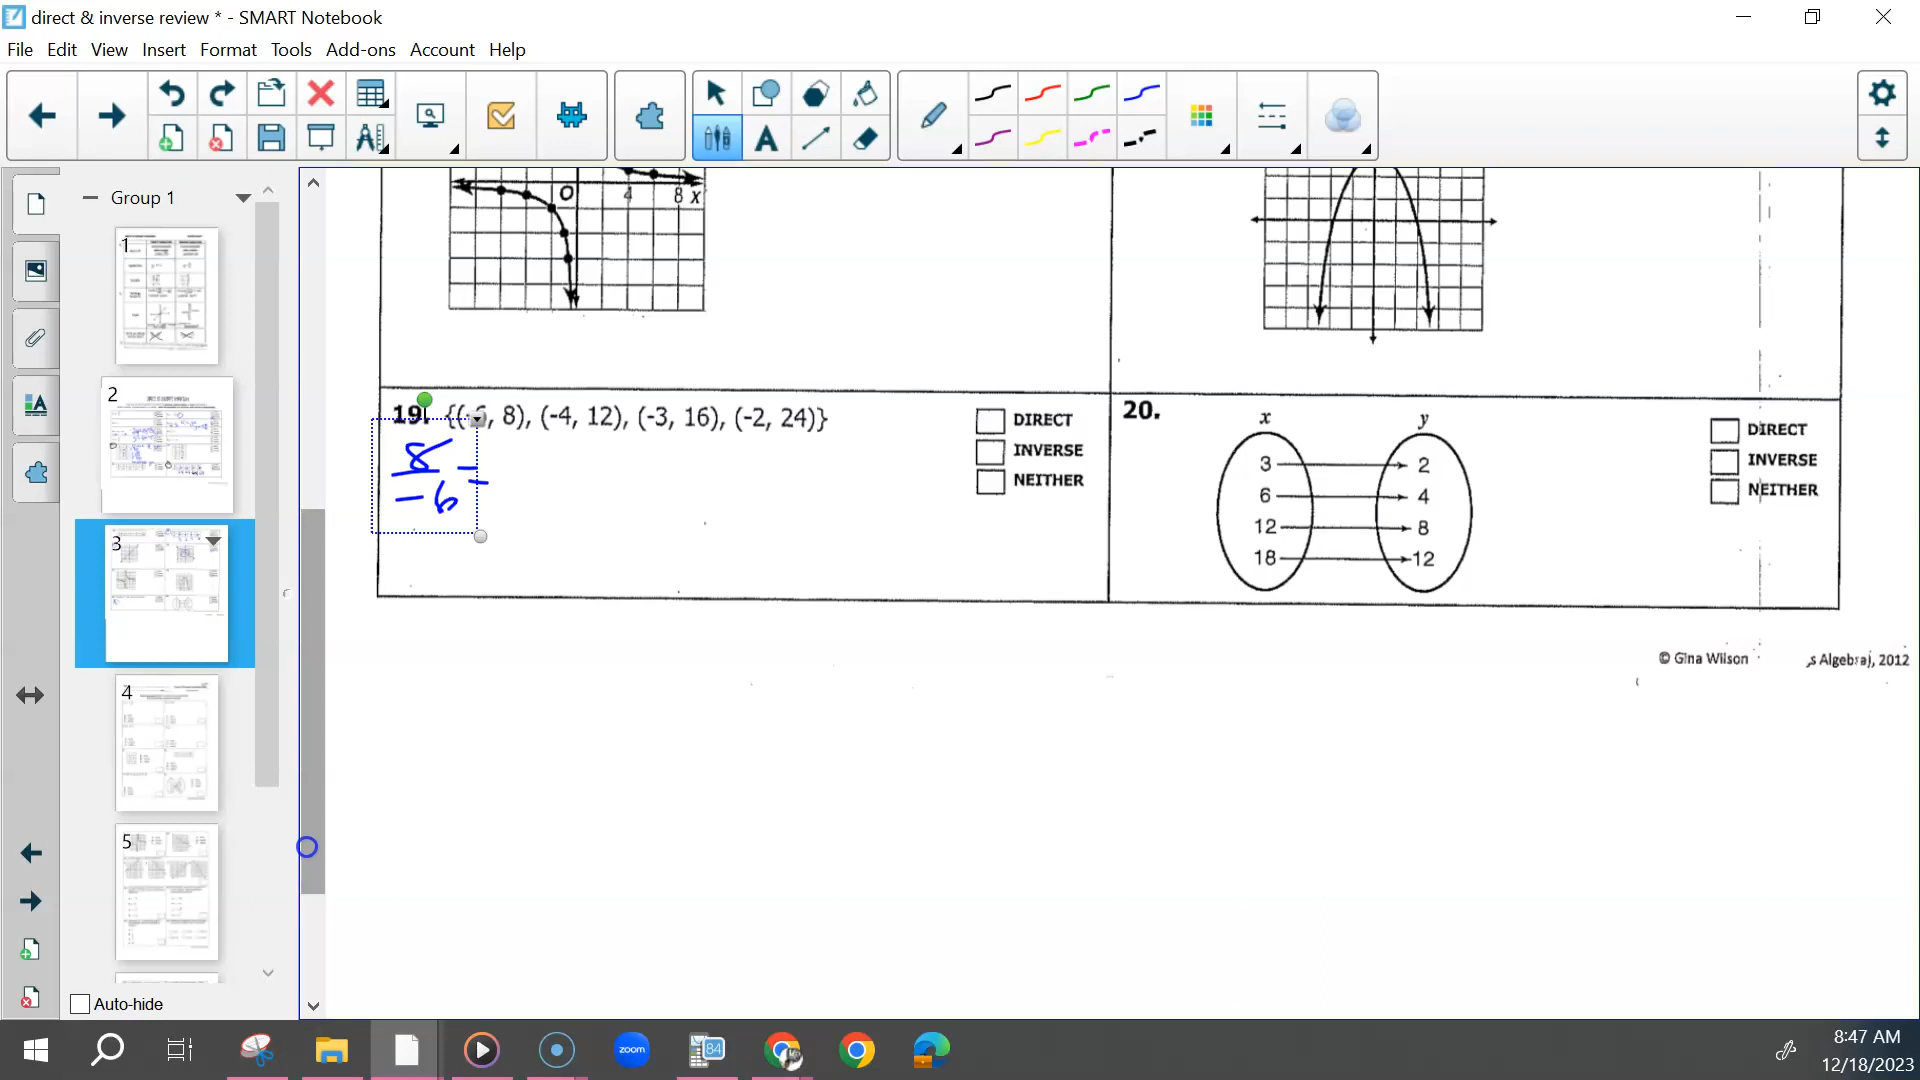 direct & inverse review * - SMART Notebook
File Edit View Insert Format Tools Add-ons Account Help
Group 1
1
2
3
4
5
Auto-hide
O 4 8 x
19. {(-6, 8), (-4, 12), (-3, 16), (-2, 24)}
8
-6 =
DIRECT
INVERSE
NEITHER
20.
x y
3 2
6 4
12 8
18 12
DIRECT
INVERSE
NEITHER
© Gina Wilson s Algebra), 2012
zoom
84
8:47 AM
12/18/2023